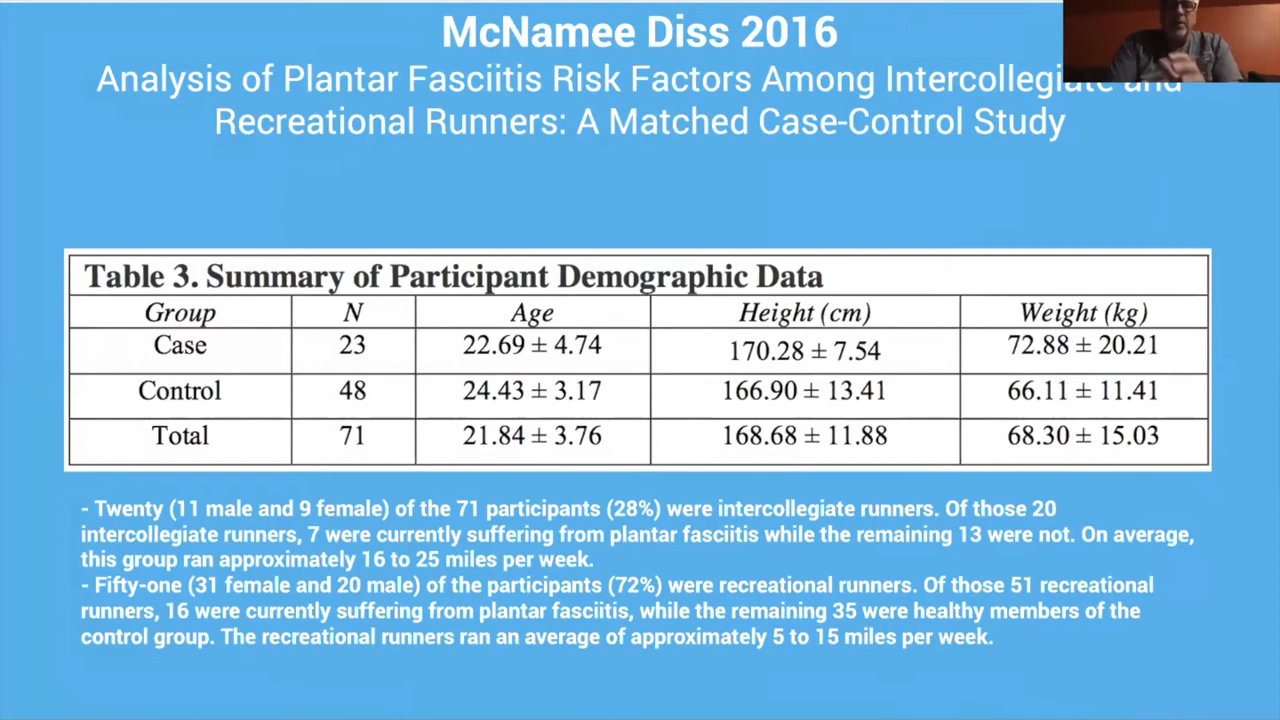 McNamee Diss 2016
Analysis of Plantar Fasciitis Risk Factors Among Intercollegiate and
Recreational Runners: A Matched Case-Control Study
Table 3. Summary of Participant Demographic Data
Group N Age Height (cm) Weight (kg)
Case 23 22.69 ± 4.74 170.28 ± 7.54 72.88 ± 20.21
Control 48 24.43 ± 3.17 166.90 ± 13.41 66.11 ± 11.41
Total 71 21.84 ± 3.76 168.68 ± 11.88 68.30 ± 15.03
- Twenty (11 male and 9 female) of the 71 participants (28%) were intercollegiate runners. Of those 20
intercollegiate runners, 7 were currently suffering from plantar fasciitis while the remaining 13 were not. On average,
this group ran approximately 16 to 25 miles per week.
- Fifty-one (31 female and 20 male) of the participants (72%) were recreational runners. Of those 51 recreational
runners, 16 were currently suffering from plantar fasciitis, while the remaining 35 were healthy members of the
control group. The recreational runners ran an average of approximately 5 to 15 miles per week.